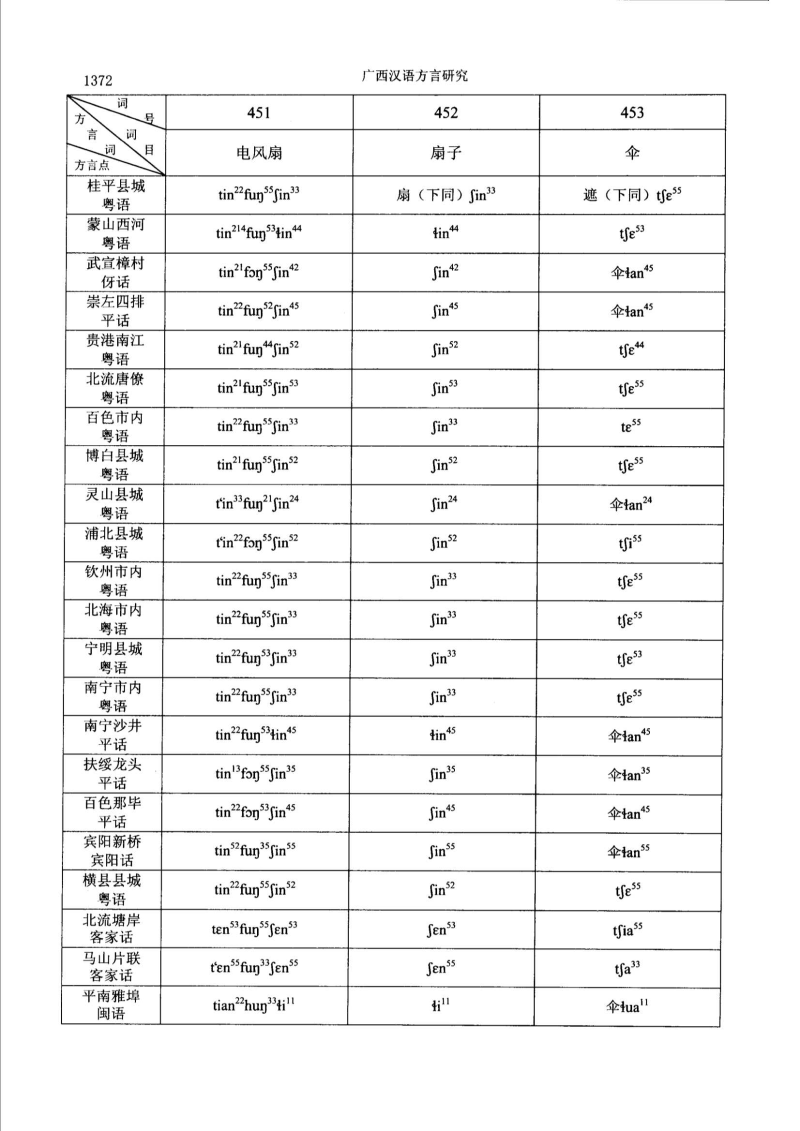 1372
广西汉语方言研究
词号 方言词目 方言点 451 452 453
电风扇 扇子 伞
桂平县城粤语 tin²²fuŋ⁵⁵ʃin³³ 扇（下同）ʃin³³ 遮（下同）tʃɛ⁵⁵
蒙山西河粤语 tin²¹⁴fuŋ⁵³ɬin⁴⁴ ɬin⁴⁴ tʃɛ⁵³
武宣樟村伢话 tin²¹fɔŋ⁵⁵ʃin⁴² ʃin⁴² 伞ɬan⁴⁵
崇左四排平话 tin²²fuŋ⁵²ʃin⁴⁵ ʃin⁴⁵ 伞ɬan⁴⁵
贵港南江粤语 tin²¹fuŋ⁴⁴ʃin⁵² ʃin⁵² tʃɛ⁴⁴
北流唐僚粤语 tin²¹fuŋ⁵⁵ʃin⁵³ ʃin⁵³ tʃɛ⁵⁵
百色市内粤语 tin²²fuŋ⁵⁵ʃin³³ ʃin³³ tɛ⁵⁵
博白县城粤语 tin²¹fuŋ⁵⁵ʃin⁵² ʃin⁵² tʃɛ⁵⁵
灵山县城粤语 t‘in³³fuŋ²¹ʃin²⁴ ʃin²⁴ 伞ɬan²⁴
浦北县城粤语 t‘in²²fɔŋ⁵⁵ʃin⁵² ʃin⁵² tʃi⁵⁵
钦州市内粤语 tin²²fuŋ⁵⁵ʃin³³ ʃin³³ tʃɛ⁵⁵
北海市内粤语 tin²²fuŋ⁵⁵ʃin³³ ʃin³³ tʃɛ⁵⁵
宁明县城粤语 tin²²fuŋ⁵³ʃin³³ ʃin³³ tʃɛ⁵³
南宁市内粤语 tin²²fuŋ⁵⁵ʃin³³ ʃin³³ tʃɛ⁵⁵
南宁沙井平话 tin²²fuŋ⁵³ɬin⁴⁵ ɬin⁴⁵ 伞ɬan⁴⁵
扶绥龙头平话 tin¹³fɔŋ⁵⁵ʃin³⁵ ʃin³⁵ 伞ɬan³⁵
百色那毕平话 tin²²fɔŋ⁵³ʃin⁴⁵ ʃin⁴⁵ 伞ɬan⁴⁵
宾阳新桥宾阳话 tin⁵²fuŋ³⁵ʃin⁵⁵ ʃin⁵⁵ 伞ɬan⁵⁵
横县县城粤语 tin²²fuŋ⁵⁵ʃin⁵² ʃin⁵² tʃɛ⁵⁵
北流塘岸客家话 tɛn⁵³fuŋ⁵⁵ʃɛn⁵³ ʃɛn⁵³ tʃia⁵⁵
马山片联客家话 t‘ɛn⁵⁵fuŋ³³ʃɛn⁵⁵ ʃɛn⁵⁵ tʃa³³
平南雅埠闽语 tian²²huŋ³³ɬi¹¹ ɬi¹¹ 伞ɬua¹¹